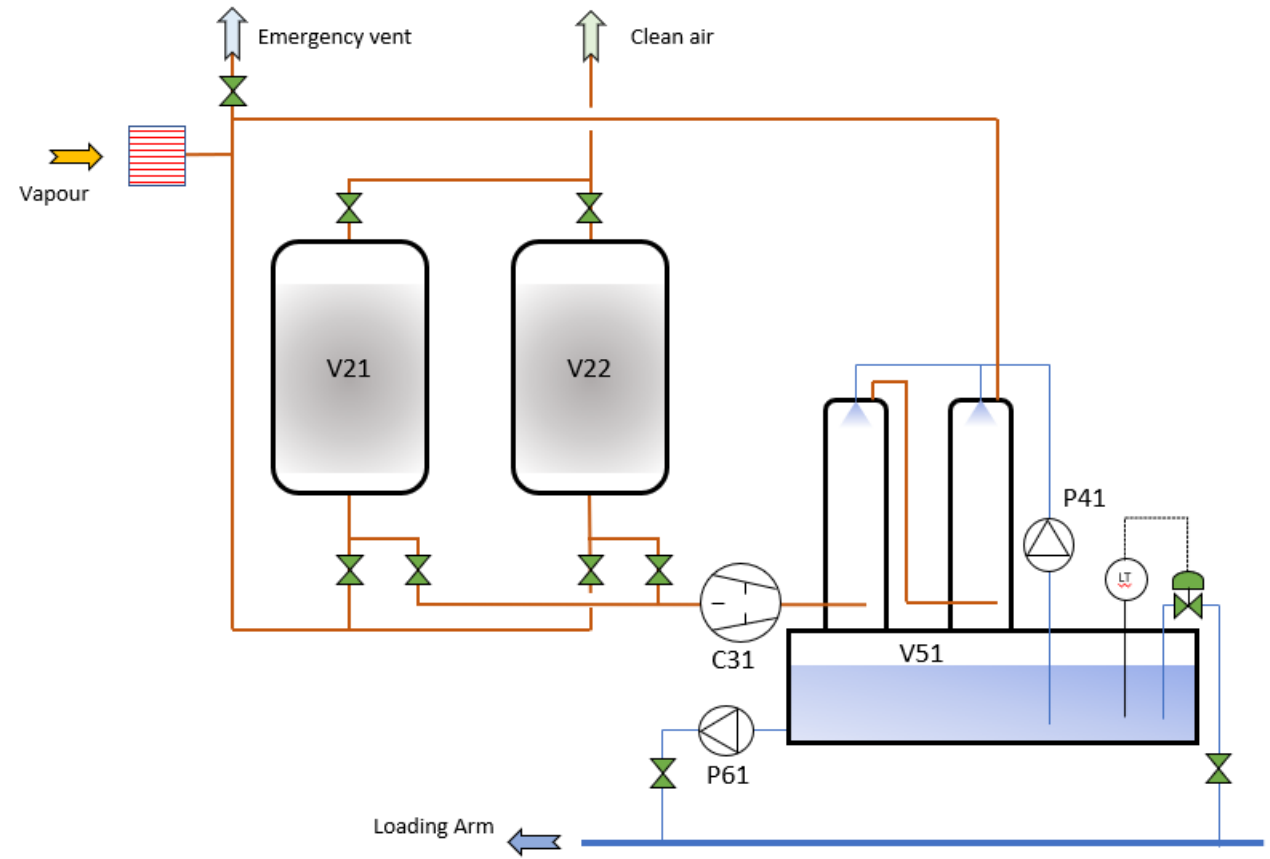 Emergency vent
Clean air
Vapour
V21
V22
P41
LT
C31
V51
P61
Loading Arm